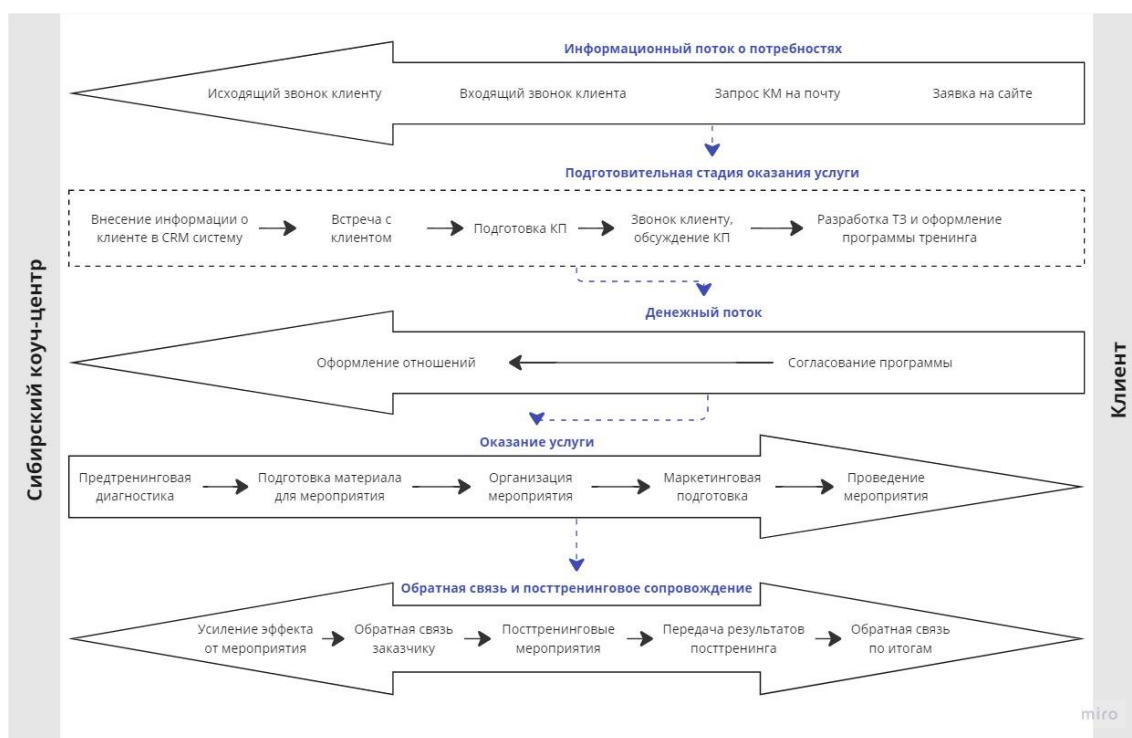 Сибирский коуч-центр
Клиент
Информационный поток о потребностях
Исходящий звонок клиенту
Входящий звонок клиента
Запрос КМ на почту
Заявка на сайте
Подготовительная стадия оказания услуги
Внесение информации о
клиенте в CRM систему
Встреча с
клиентом
Подготовка КП
Звонок клиенту,
обсуждение КП
Разработка ТЗ и оформление
программы тренинга
Денежный поток
Оформление отношений
Согласование программы
Оказание услуги
Предтренинговая
диагностика
Подготовка материала
для мероприятия
Организация
мероприятия
Маркетинговая
подготовка
Проведение
мероприятия
Обратная связь и посттренинговое сопровождение
Усиление эффекта
от мероприятия
Обратная связь
заказчику
Посттренинговые
мероприятия
Передача результатов
посттренинга
Обратная связь
по итогам
miro